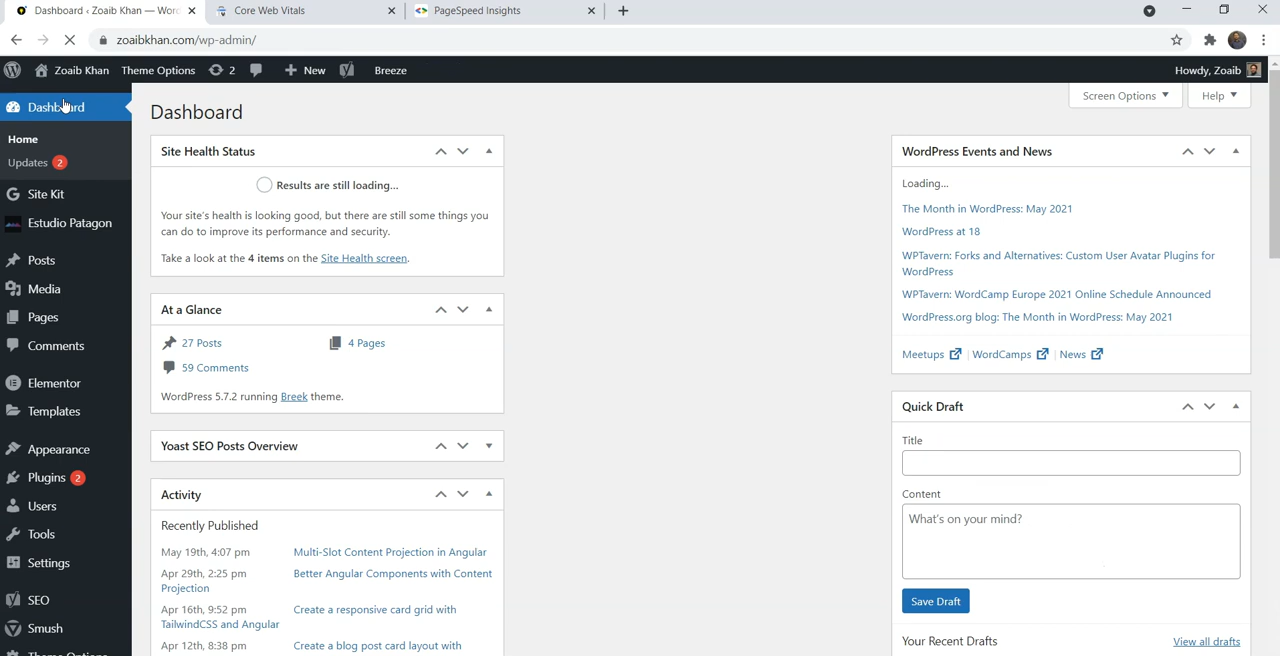 Dashboard ‹ Zoaib Khan — Word
Core Web Vitals
PageSpeed Insights
zoaibkhan.com/wp-admin/
Zoaib Khan
Theme Options
2
New
Breeze
Howdy, Zoaib
Dashboard
Home
Updates 2
Site Kit
Estudio Patagon
Posts
Media
Pages
Comments
Elementor
Templates
Appearance
Plugins 2
Users
Tools
Settings
SEO
Smush
Theme Options
Dashboard
Screen Options
Help
Site Health Status
Results are still loading...
Your site's health is looking good, but there are still some things you
can do to improve its performance and security.
Take a look at the 4 items on the Site Health screen.
At a Glance
27 Posts
4 Pages
59 Comments
WordPress 5.7.2 running Breek theme.
Yoast SEO Posts Overview
Activity
Recently Published
May 19th, 4:07 pm Multi-Slot Content Projection in Angular
Apr 29th, 2:25 pm Better Angular Components with Content
Projection
Apr 16th, 9:52 pm Create a responsive card grid with
TailwindCSS and Angular
Apr 12th, 8:38 pm Create a blog post card layout with
WordPress Events and News
Loading...
The Month in WordPress: May 2021
WordPress at 18
WPTavern: Forks and Alternatives: Custom User Avatar Plugins for
WordPress
WPTavern: WordCamp Europe 2021 Online Schedule Announced
WordPress.org blog: The Month in WordPress: May 2021
Meetups | WordCamps | News
Quick Draft
Title
Content
What's on your mind?
Save Draft
Your Recent Drafts
View all drafts